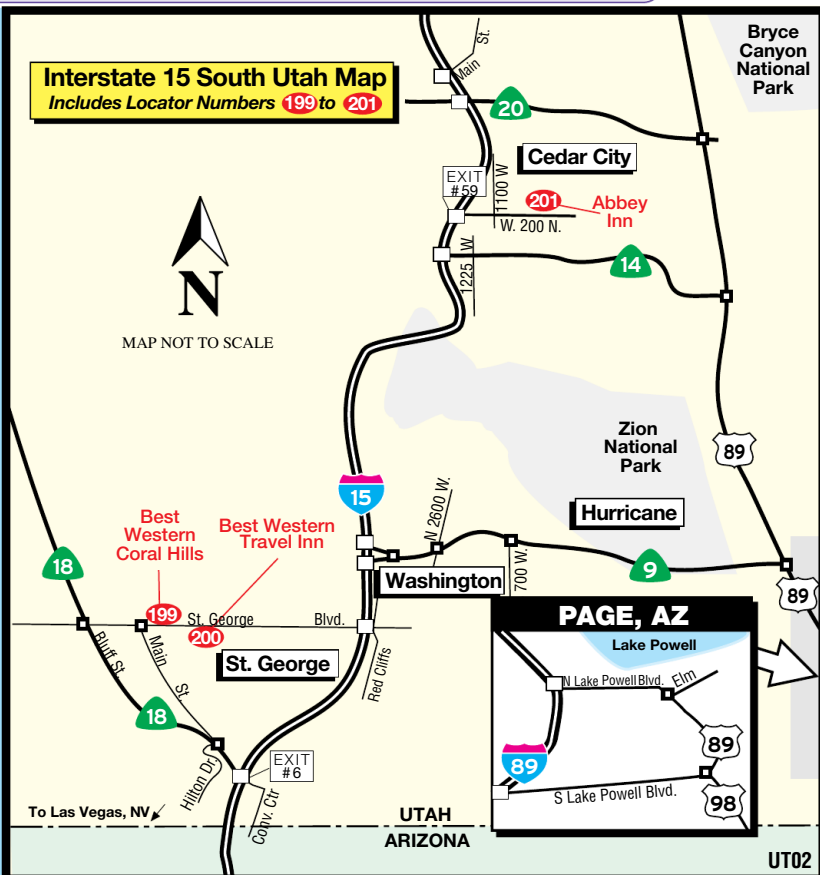 Interstate 15 South Utah Map
Includes Locator Numbers 199 to 201
Main St.
20
Bryce
Canyon
National
Park
Cedar City
EXIT
#59
1100 W
201
Abbey
Inn
W. 200 N.
14
1225 W.
N
MAP NOT TO SCALE
Zion
National
Park
89
15
N 2600 W.
Hurricane
Best
Western
Coral Hills
Best Western
Travel Inn
18
700 W.
9
Washington
89
199
St. George Blvd.
200
Bluff St.
Main St.
St. George
Red Cliffs
18
Hilton Dr.
EXIT
#6
Conv. Ctr
To Las Vegas, NV
UTAH
ARIZONA
PAGE, AZ
Lake Powell
N Lake Powell Blvd.
Elm
89
89
S Lake Powell Blvd.
98
UT02